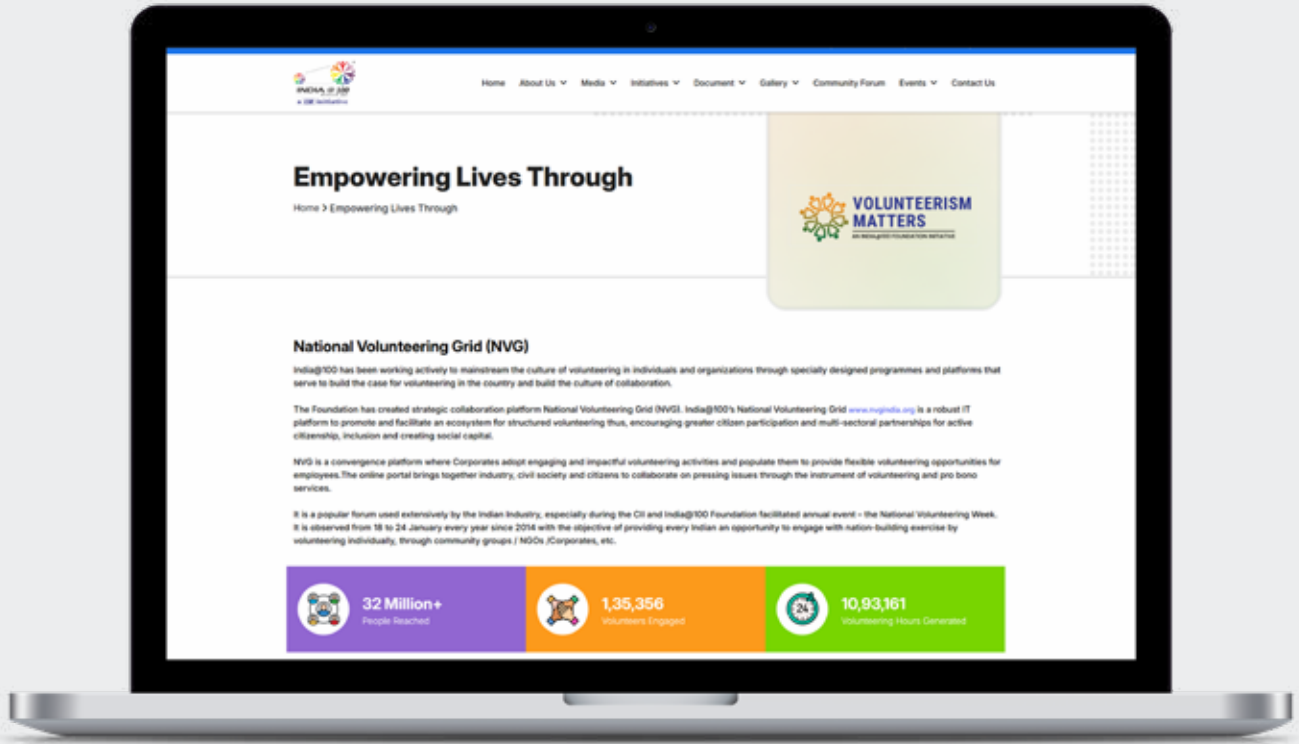 INDIA @ 100
Home About Us Media Initiatives Document Gallery Community Forum Events Contact Us
Empowering Lives Through
Home > Empowering Lives Through
VOLUNTEERISM
MATTERS
AN INDIA@100 FOUNDATION INITIATIVE
National Volunteering Grid (NVG)
India@100 has been working actively to mainstream the culture of volunteering in individuals and organizations through specially designed programmes and platforms that
serve to build the case for volunteering in the country and build the culture of collaboration.
The Foundation has created strategic collaboration platform National Volunteering Grid (NVG). India@100's National Volunteering Grid www.nvgindia.org is a robust IT
platform to promote and facilitate an ecosystem for structured volunteering thus, encouraging greater citizen participation and multi-sectoral partnerships for active
citizenship, inclusion and creating social capital.
NVG is a convergence platform where Corporates adopt engaging and impactful volunteering activities and populate them to provide flexible volunteering opportunities for
employees.The online portal brings together industry, civil society and citizens to collaborate on pressing issues through the instrument of volunteering and pro bono
services.
It is a popular forum used extensively by the Indian Industry, especially during the CII and India@100 Foundation facilitated annual event – the National Volunteering Week.
It is observed from 18 to 24 January every year since 2014 with the objective of providing every Indian an opportunity to engage with nation-building exercise by
volunteering individually, through community groups / NGOs /Corporates, etc.
32 Million+
People Reached
1,35,356
Volunteers Engaged
24
10,93,161
Volunteering Hours Generated